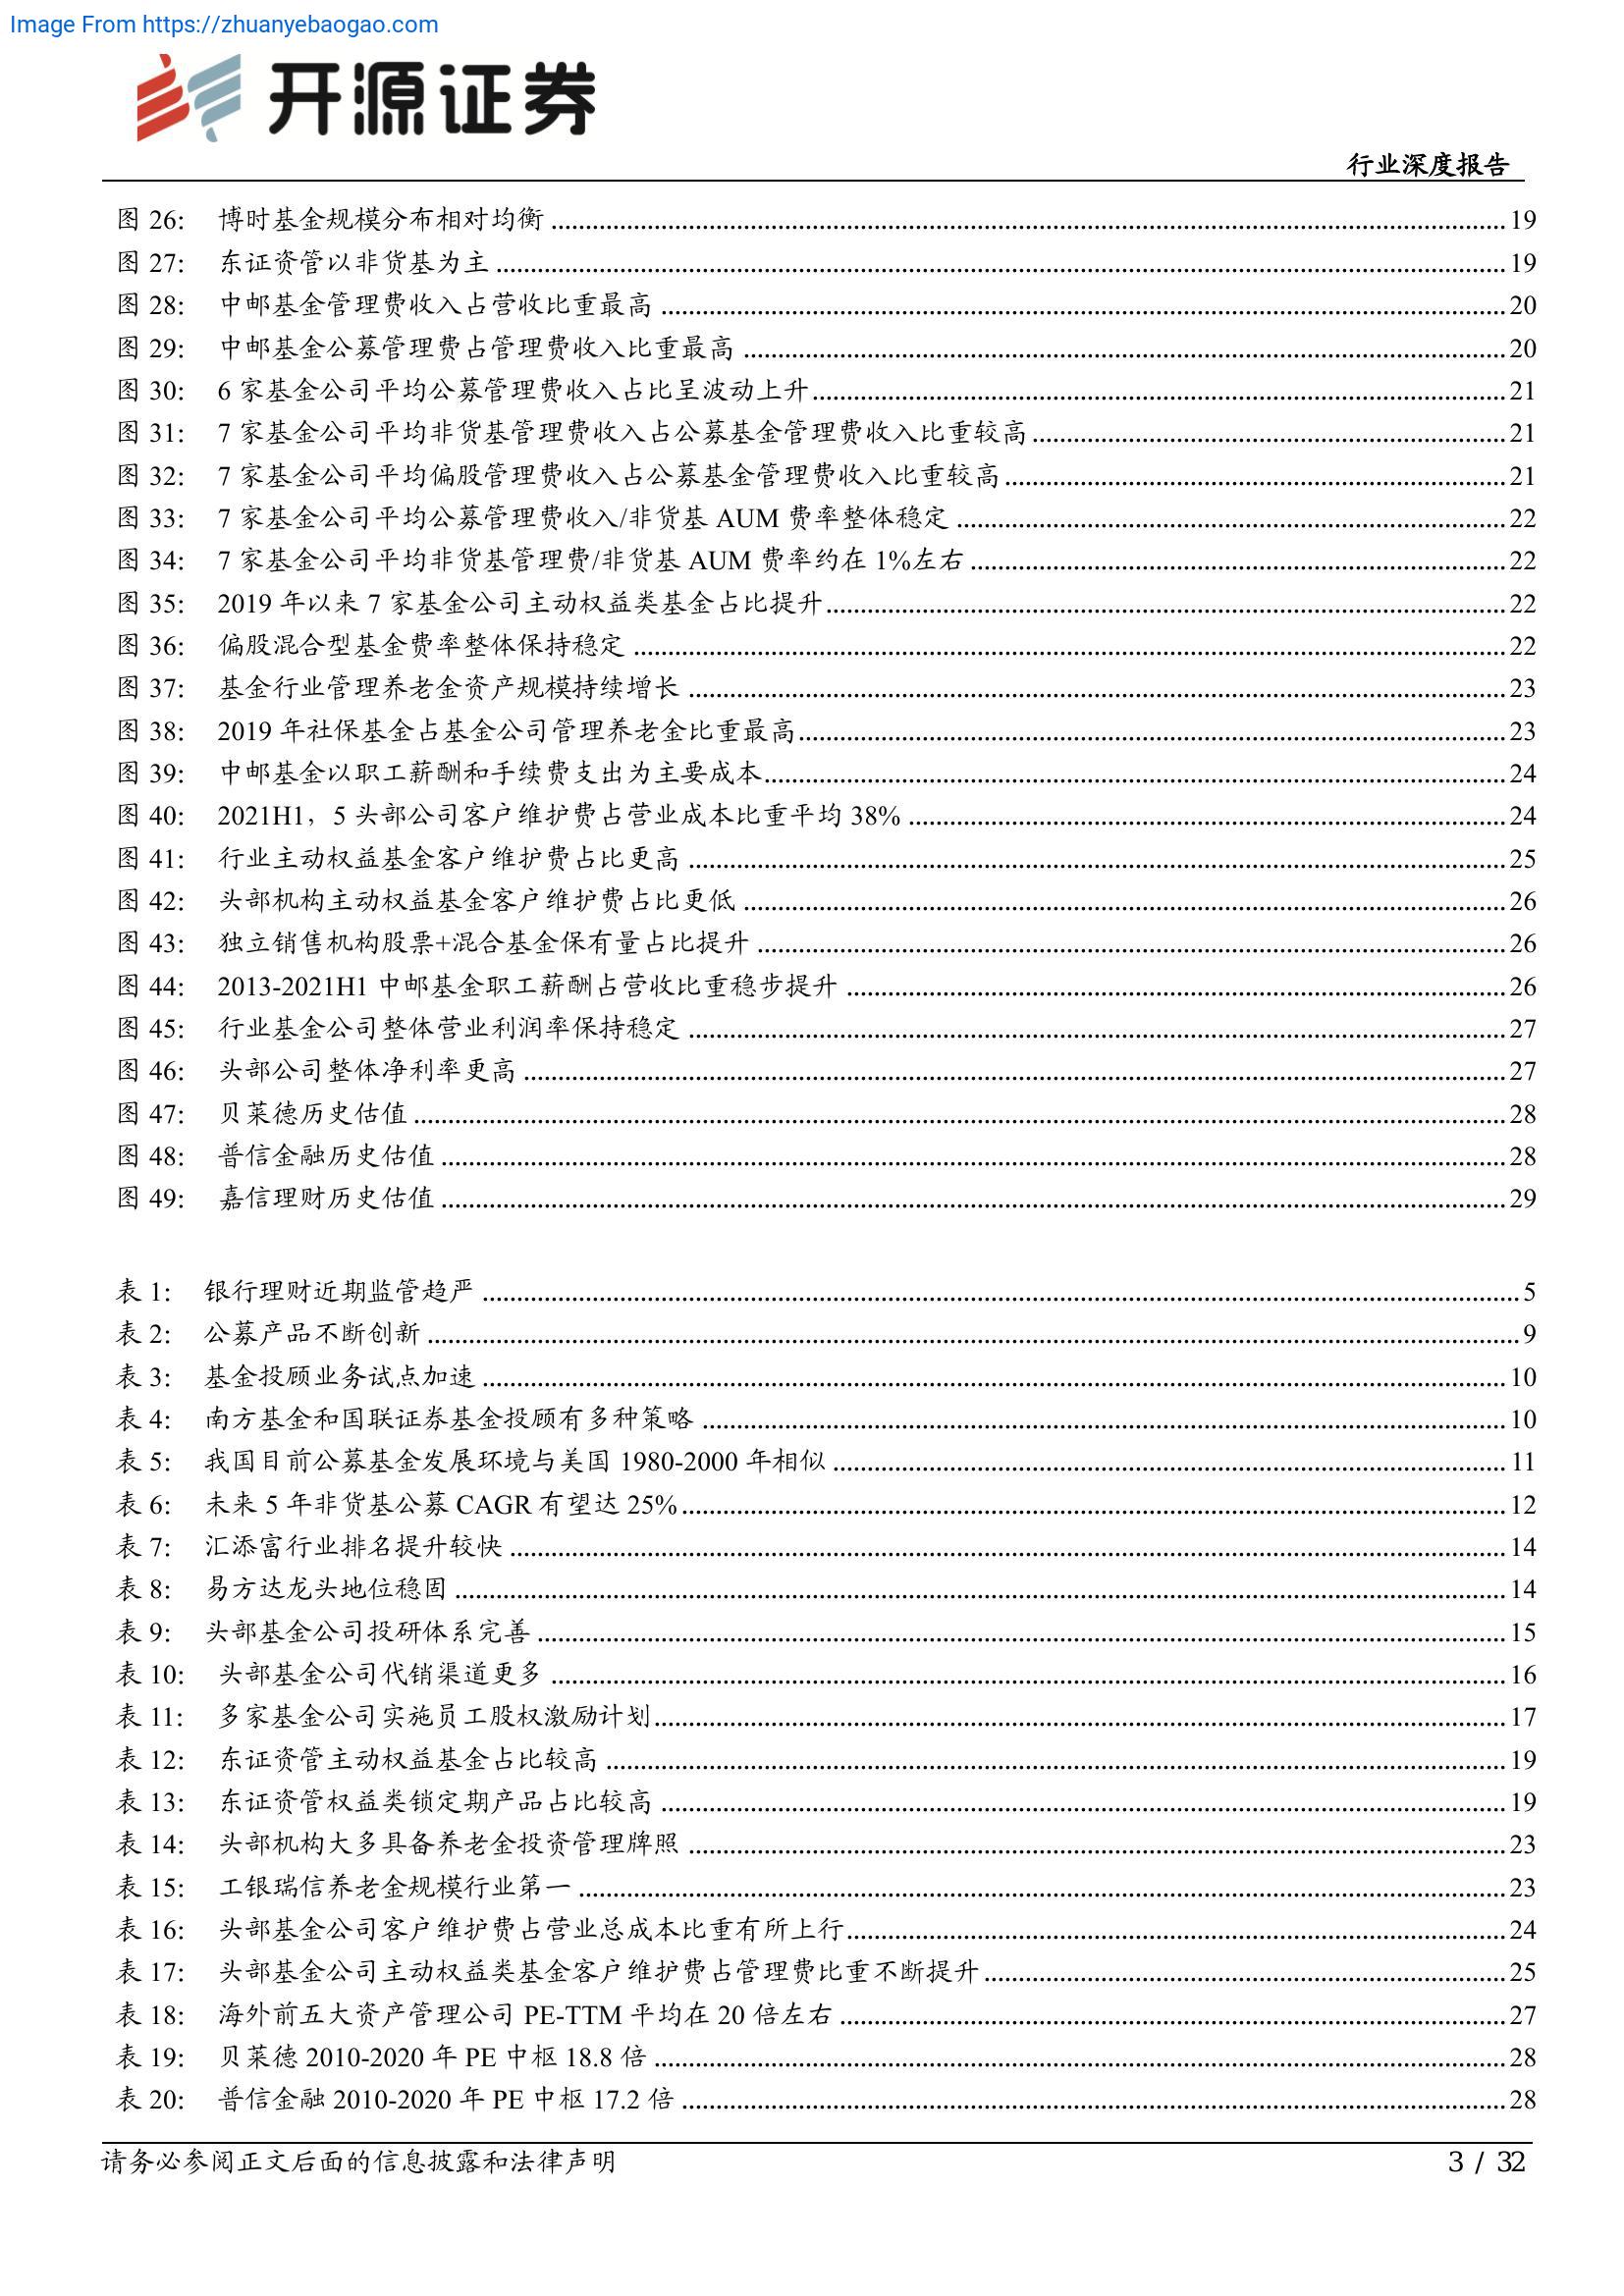 Image From https://zhuanyebaogao.com
开源证券
行业深度报告
图 26: 博时基金规模分布相对均衡 ........ 19
图 27: 东证资管以非货基为主 ........ 19
图 28: 中邮基金管理费收入占营收比重最高 ........ 20
图 29: 中邮基金公募管理费占管理费收入比重最高 ........ 20
图 30: 6 家基金公司平均公募管理费收入占比呈波动上升 ........ 21
图 31: 7 家基金公司平均非货基管理费收入占公募基金管理费收入比重较高 ........ 21
图 32: 7 家基金公司平均偏股管理费收入占公募基金管理费收入比重较高 ........ 21
图 33: 7 家基金公司平均公募管理费收入/非货基 AUM 费率整体稳定 ........ 22
图 34: 7 家基金公司平均非货基管理费/非货基 AUM 费率约在 1%左右 ........ 22
图 35: 2019 年以来 7 家基金公司主动权益类基金占比提升 ........ 22
图 36: 偏股混合型基金费率整体保持稳定 ........ 22
图 37: 基金行业管理养老金资产规模持续增长 ........ 23
图 38: 2019 年社保基金占基金公司管理养老金比重最高 ........ 23
图 39: 中邮基金以职工薪酬和手续费支出为主要成本 ........ 24
图 40: 2021H1，5 头部公司客户维护费占营业成本比重平均 38% ........ 24
图 41: 行业主动权益基金客户维护费占比更高 ........ 25
图 42: 头部机构主动权益基金客户维护费占比更低 ........ 26
图 43: 独立销售机构股票+混合基金保有量占比提升 ........ 26
图 44: 2013-2021H1 中邮基金职工薪酬占营收比重稳步提升 ........ 26
图 45: 行业基金公司整体营业利润率保持稳定 ........ 27
图 46: 头部公司整体净利率更高 ........ 27
图 47: 贝莱德历史估值 ........ 28
图 48: 普信金融历史估值 ........ 28
图 49: 嘉信理财历史估值 ........ 29
表 1: 银行理财近期监管趋严 ........ 5
表 2: 公募产品不断创新 ........ 9
表 3: 基金投顾业务试点加速 ........ 10
表 4: 南方基金和国联证券基金投顾有多种策略 ........ 10
表 5: 我国目前公募基金发展环境与美国 1980-2000 年相似 ........ 11
表 6: 未来 5 年非货基公募 CAGR 有望达 25% ........ 12
表 7: 汇添富行业排名提升较快 ........ 14
表 8: 易方达龙头地位稳固 ........ 14
表 9: 头部基金公司投研体系完善 ........ 15
表 10: 头部基金公司代销渠道更多 ........ 16
表 11: 多家基金公司实施员工股权激励计划 ........ 17
表 12: 东证资管主动权益基金占比较高 ........ 19
表 13: 东证资管权益类锁定期产品占比较高 ........ 19
表 14: 头部机构大多具备养老金投资管理牌照 ........ 23
表 15: 工银瑞信养老金规模行业第一 ........ 23
表 16: 头部基金公司客户维护费占营业总成本比重有所上行 ........ 24
表 17: 头部基金公司主动权益类基金客户维护费占管理费比重不断提升 ........ 25
表 18: 海外前五大资产管理公司 PE-TTM 平均在 20 倍左右 ........ 27
表 19: 贝莱德 2010-2020 年 PE 中枢 18.8 倍 ........ 28
表 20: 普信金融 2010-2020 年 PE 中枢 17.2 倍 ........ 28
请务必参阅正文后面的信息披露和法律声明 3 / 32